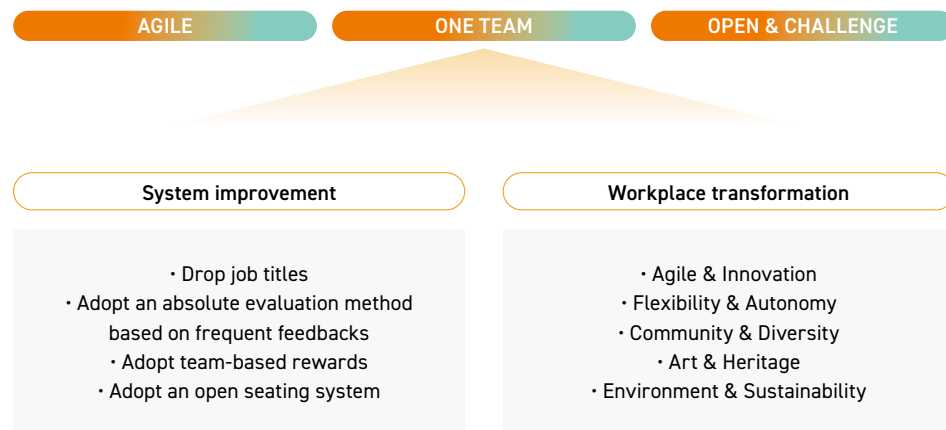 AGILE
ONE TEAM
OPEN & CHALLENGE
System improvement
Workplace transformation
· Drop job titles
· Adopt an absolute evaluation method
based on frequent feedbacks
· Adopt team-based rewards
· Adopt an open seating system
· Agile & Innovation
· Flexibility & Autonomy
· Community & Diversity
· Art & Heritage
· Environment & Sustainability